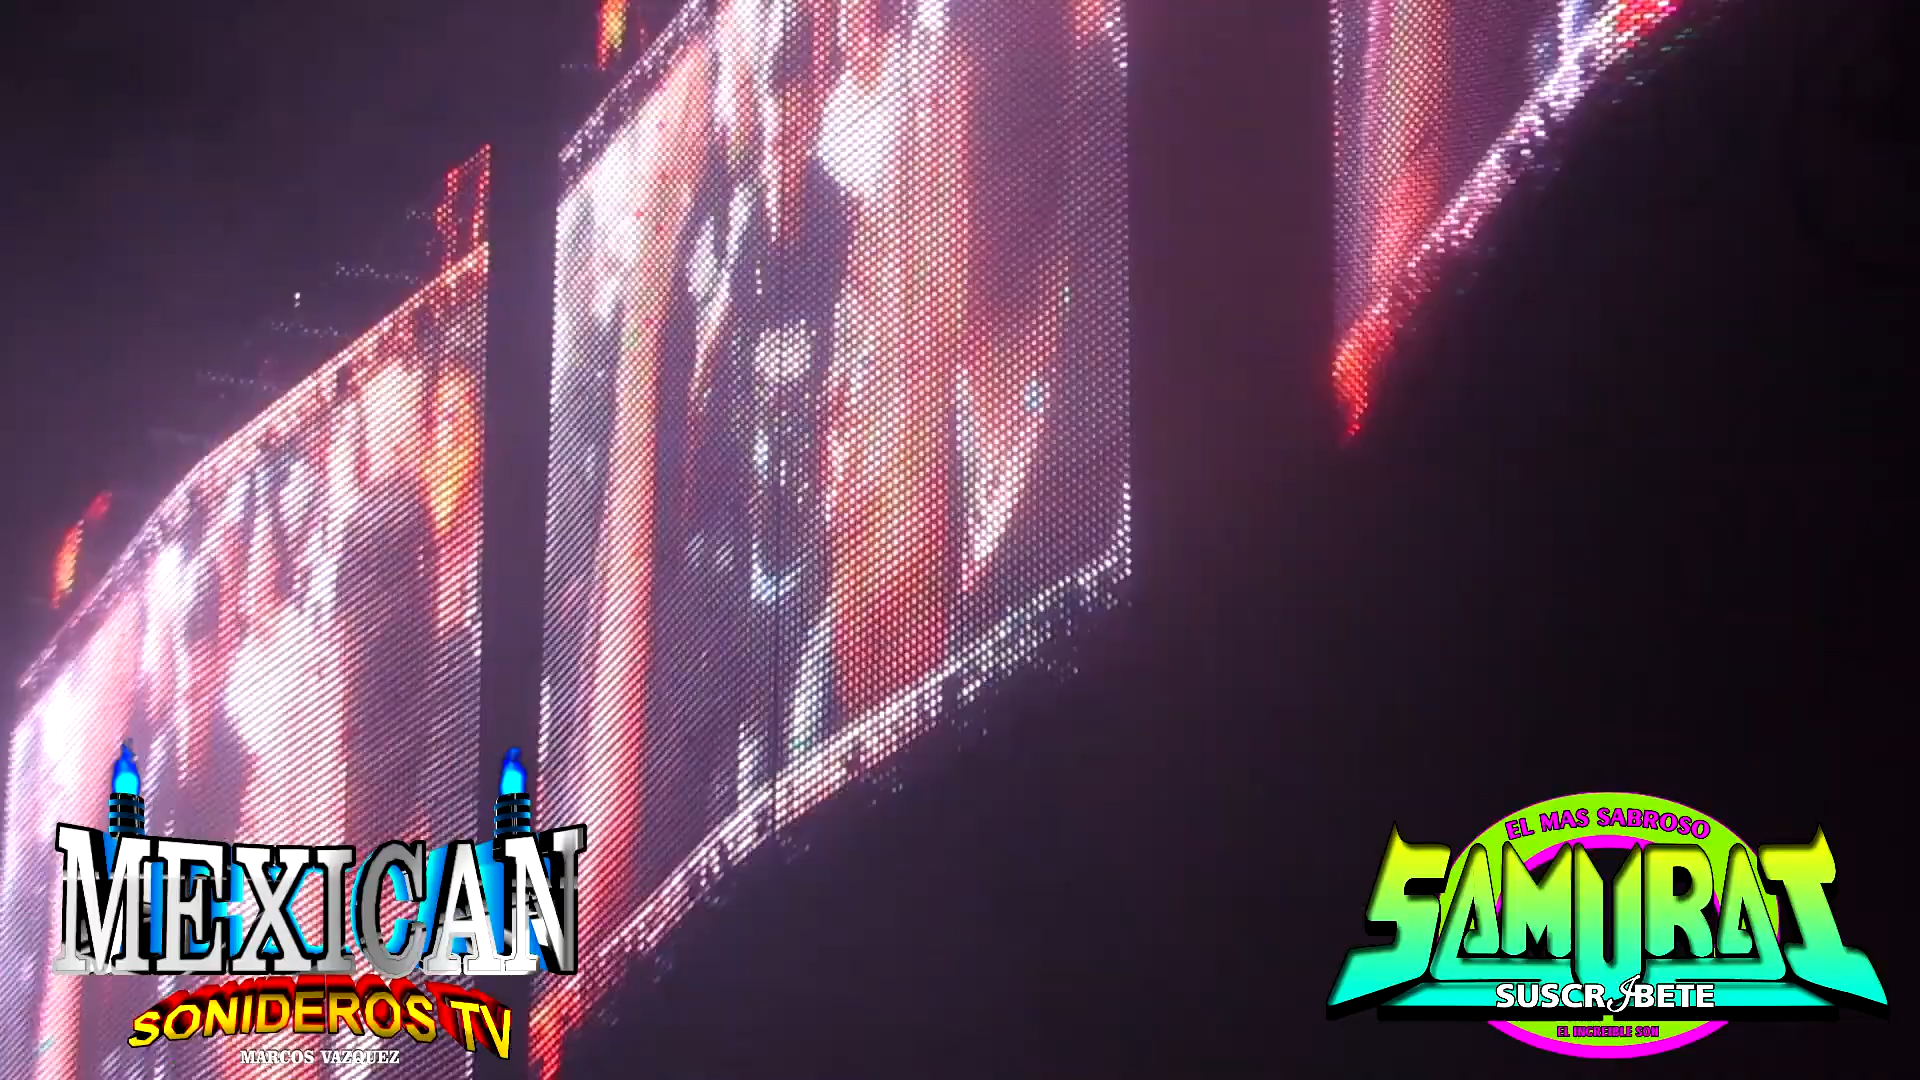 MEXICAN
SONIDEROS TV
MARCOS VAZQUEZ
EL MAS SABROSO
SAMURAI
SUSCRIBETE
EL INCREIBLE SON